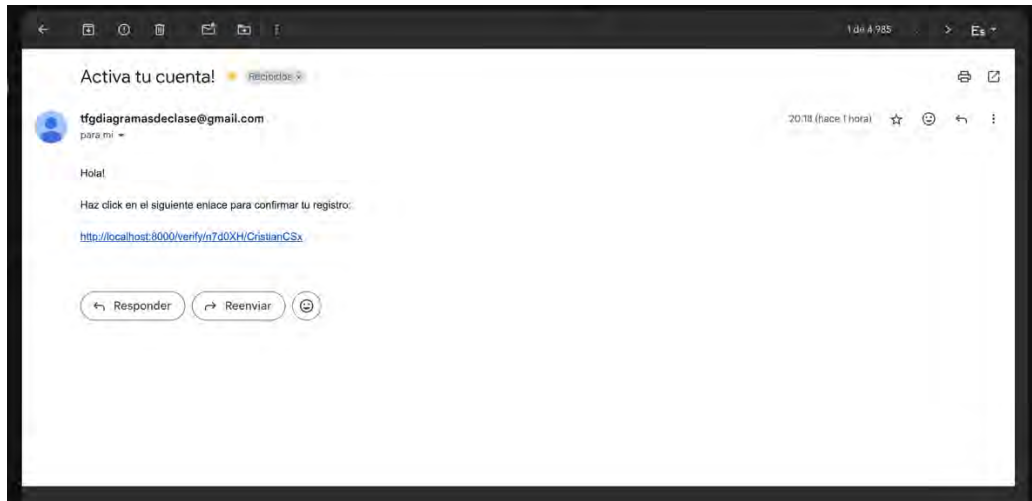 1 de 4.985
Es
Activa tu cuenta!
Recibidos
tfgdiagramasdeclase@gmail.com
20:18 (hace 1 hora)
para mí
Hola!
Haz click en el siguiente enlace para confirmar tu registro:
http://localhost:8000/verify/n7d0XH/CristianCSx
Responder
Reenviar